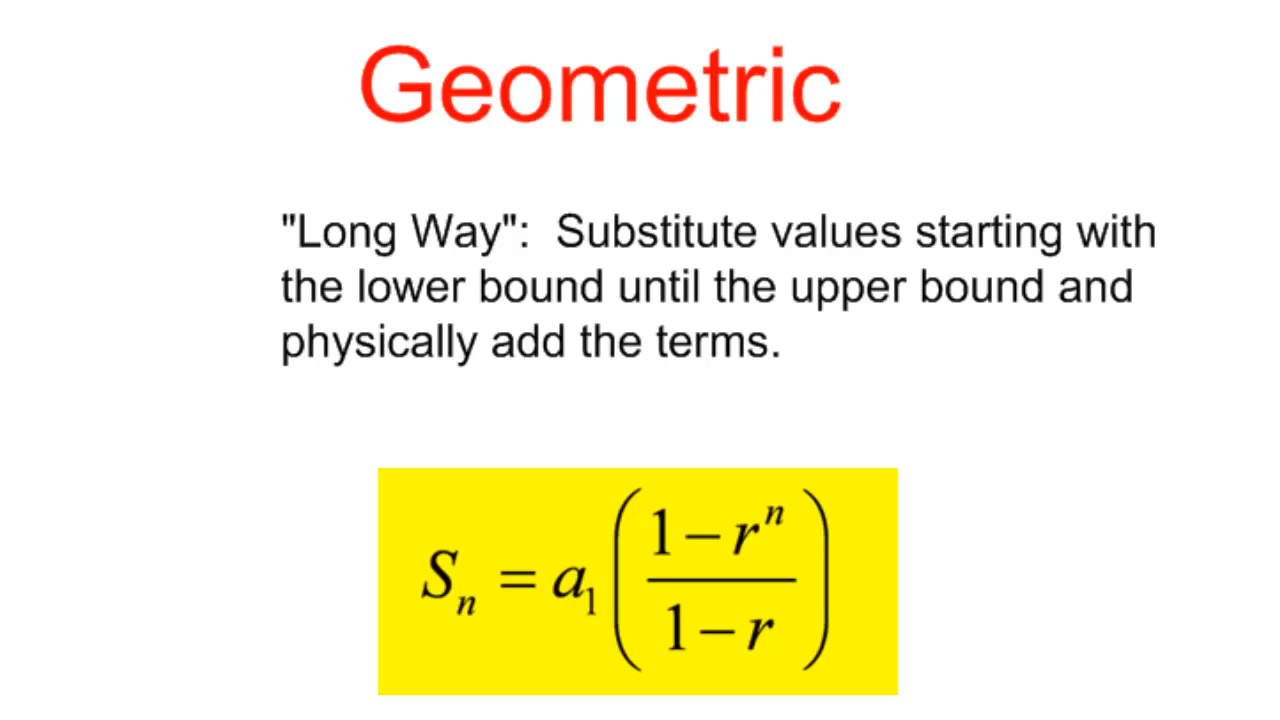 Geometric
"Long Way":  Substitute values starting with
the lower bound until the upper bound and
physically add the terms.
Sₙ = a₁ ( (1 − rⁿ) / (1 − r) )